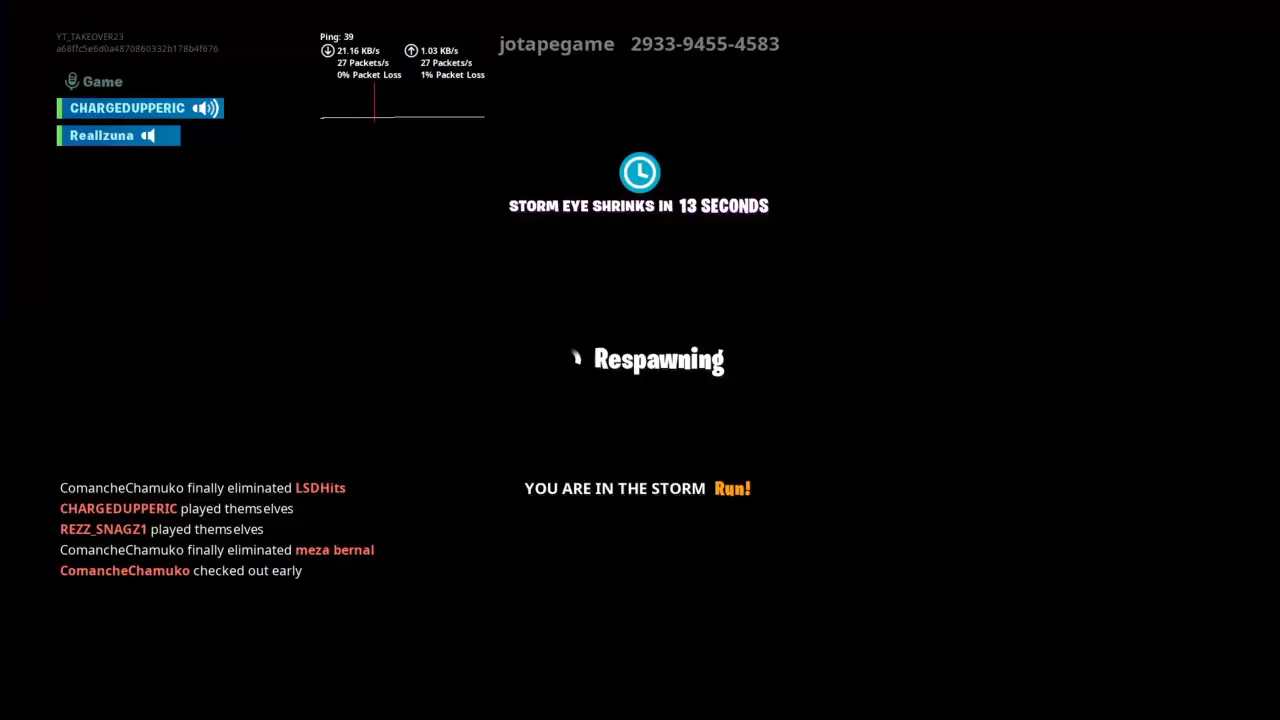 YT_TAKEOVER23
a68ffc5e6d0a4870860332b178b4f676
Ping: 39
21.16 KB/s
1.03 KB/s
27 Packets/s
27 Packets/s
0% Packet Loss
1% Packet Loss
jotapegame 2933-9455-4583
Game
CHARGEDUPPERIC
ReallZuna
STORM EYE SHRINKS IN 13 SECONDS
Respawning
ComancheChamuko finally eliminated LSDHits
CHARGEDUPPERIC played themselves
REZZ_SNAGZ1 played themselves
ComancheChamuko finally eliminated meza bernal
ComancheChamuko checked out early
YOU ARE IN THE STORM Run!